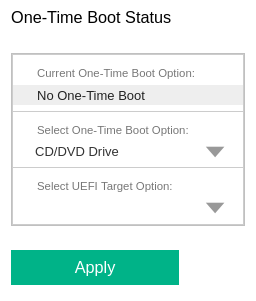 One-Time Boot Status
Current One-Time Boot Option:
No One-Time Boot
Select One-Time Boot Option:
CD/DVD Drive
Select UEFI Target Option:
Apply